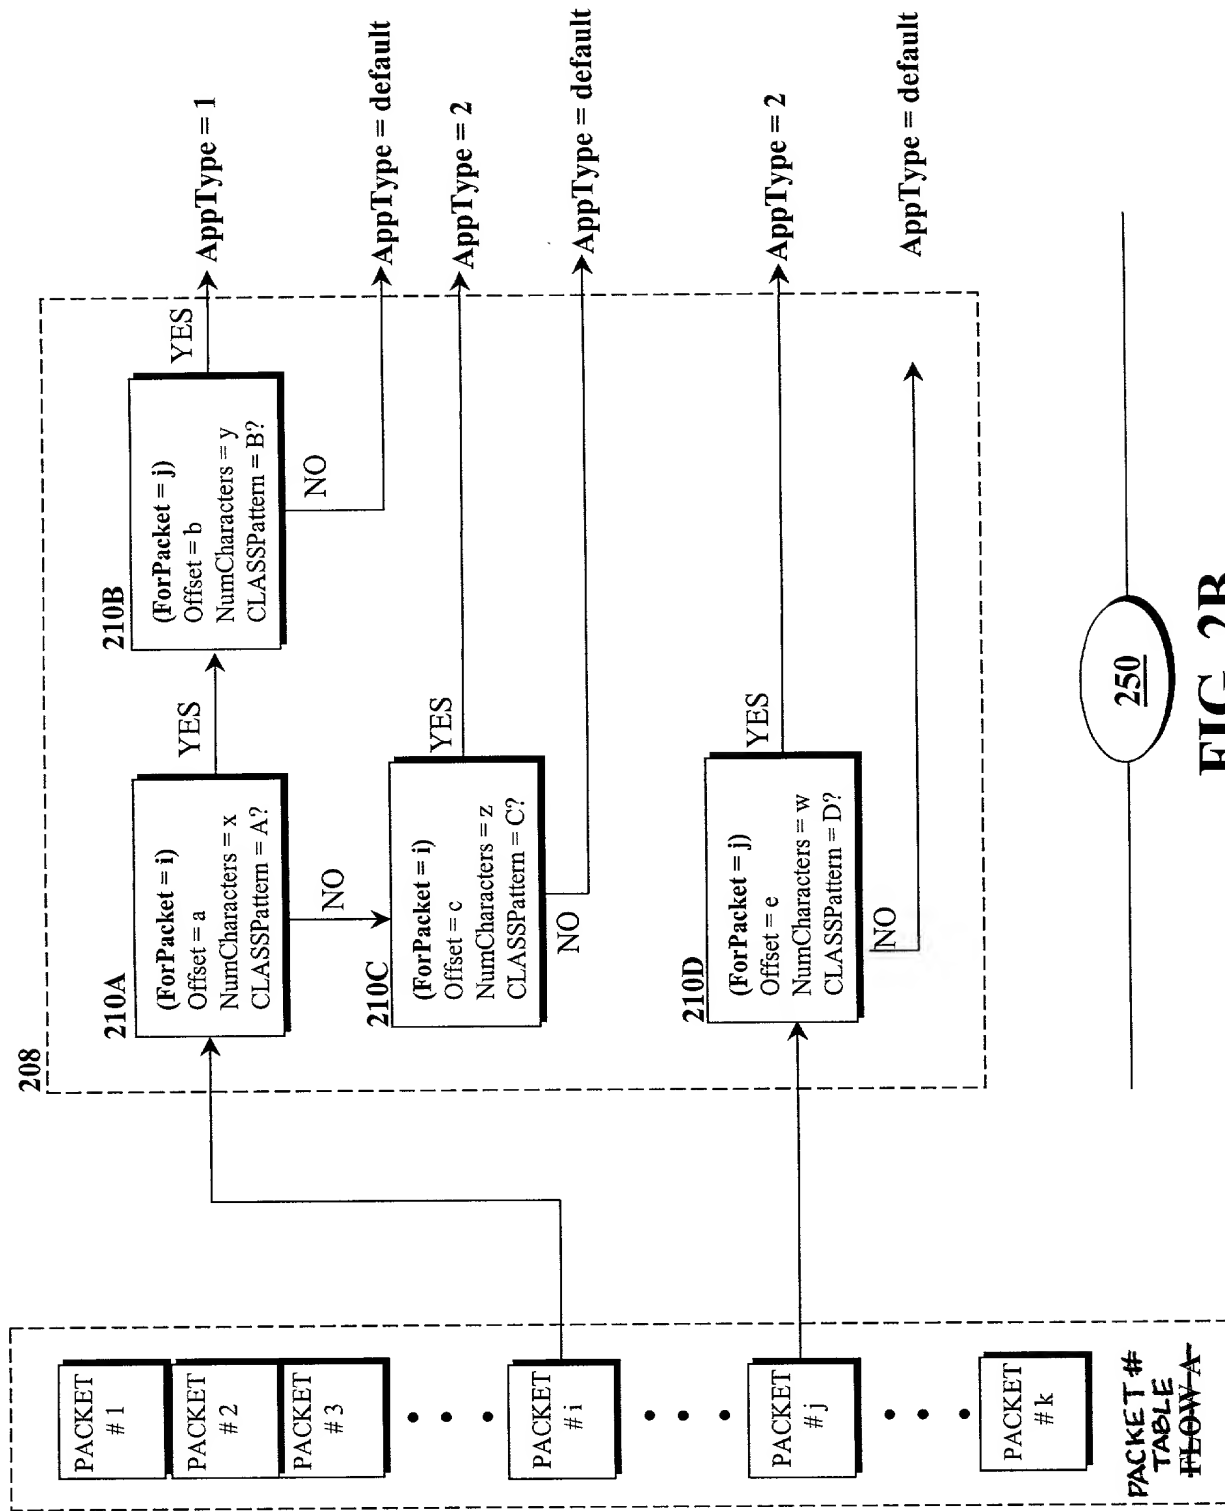 208
210A
(ForPacket = i)
Offset = a
NumCharacters = x
CLASSPattern = A?
YES
NO
210B
(ForPacket = j)
Offset = b
NumCharacters = y
CLASSPattern = B?
YES
AppType = 1
NO
AppType = default
210C
(ForPacket = i)
Offset = c
NumCharacters = z
CLASSPattern = C?
YES
AppType = 2
NO
AppType = default
210D
(ForPacket = j)
Offset = e
NumCharacters = w
CLASSPattern = D?
YES
AppType = 2
NO
AppType = default
PACKET
# 1
PACKET
# 2
PACKET
# 3
PACKET
# i
PACKET
# j
PACKET
# k
PACKET #
TABLE
FLOW A
250
FIG. 2B